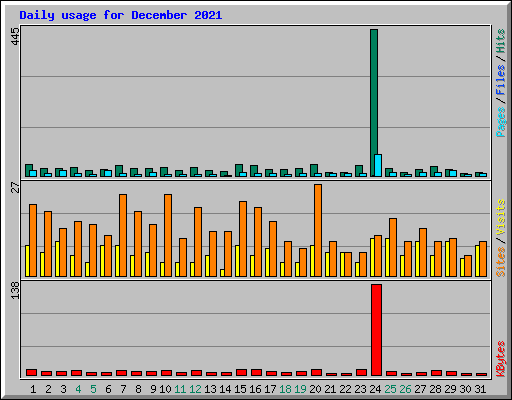 Daily usage for December 2021
445
Pages / Files / Hits
27
Sites / Visits
138
KBytes
1 2 3 4 5 6 7 8 9 10 11 12 13 14 15 16 17 18 19 20 21 22 23 24 25 26 27 28 29 30 31